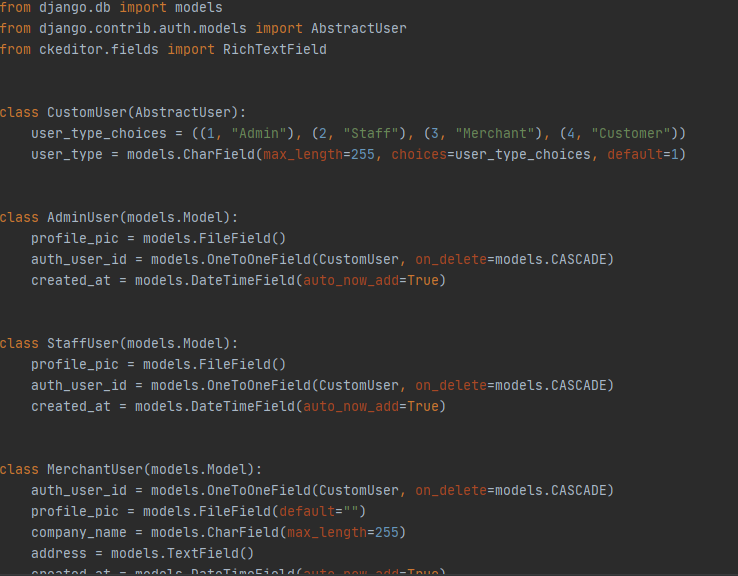 from django.db import models
from django.contrib.auth.models import AbstractUser
from ckeditor.fields import RichTextField
class CustomUser(AbstractUser):
    user_type_choices = ((1, "Admin"), (2, "Staff"), (3, "Merchant"), (4, "Customer"))
    user_type = models.CharField(max_length=255, choices=user_type_choices, default=1)
class AdminUser(models.Model):
    profile_pic = models.FileField()
    auth_user_id = models.OneToOneField(CustomUser, on_delete=models.CASCADE)
    created_at = models.DateTimeField(auto_now_add=True)
class StaffUser(models.Model):
    profile_pic = models.FileField()
    auth_user_id = models.OneToOneField(CustomUser, on_delete=models.CASCADE)
    created_at = models.DateTimeField(auto_now_add=True)
class MerchantUser(models.Model):
    auth_user_id = models.OneToOneField(CustomUser, on_delete=models.CASCADE)
    profile_pic = models.FileField(default="")
    company_name = models.CharField(max_length=255)
    address = models.TextField()
    created_at = models.DateTimeField(auto_now_add=True)